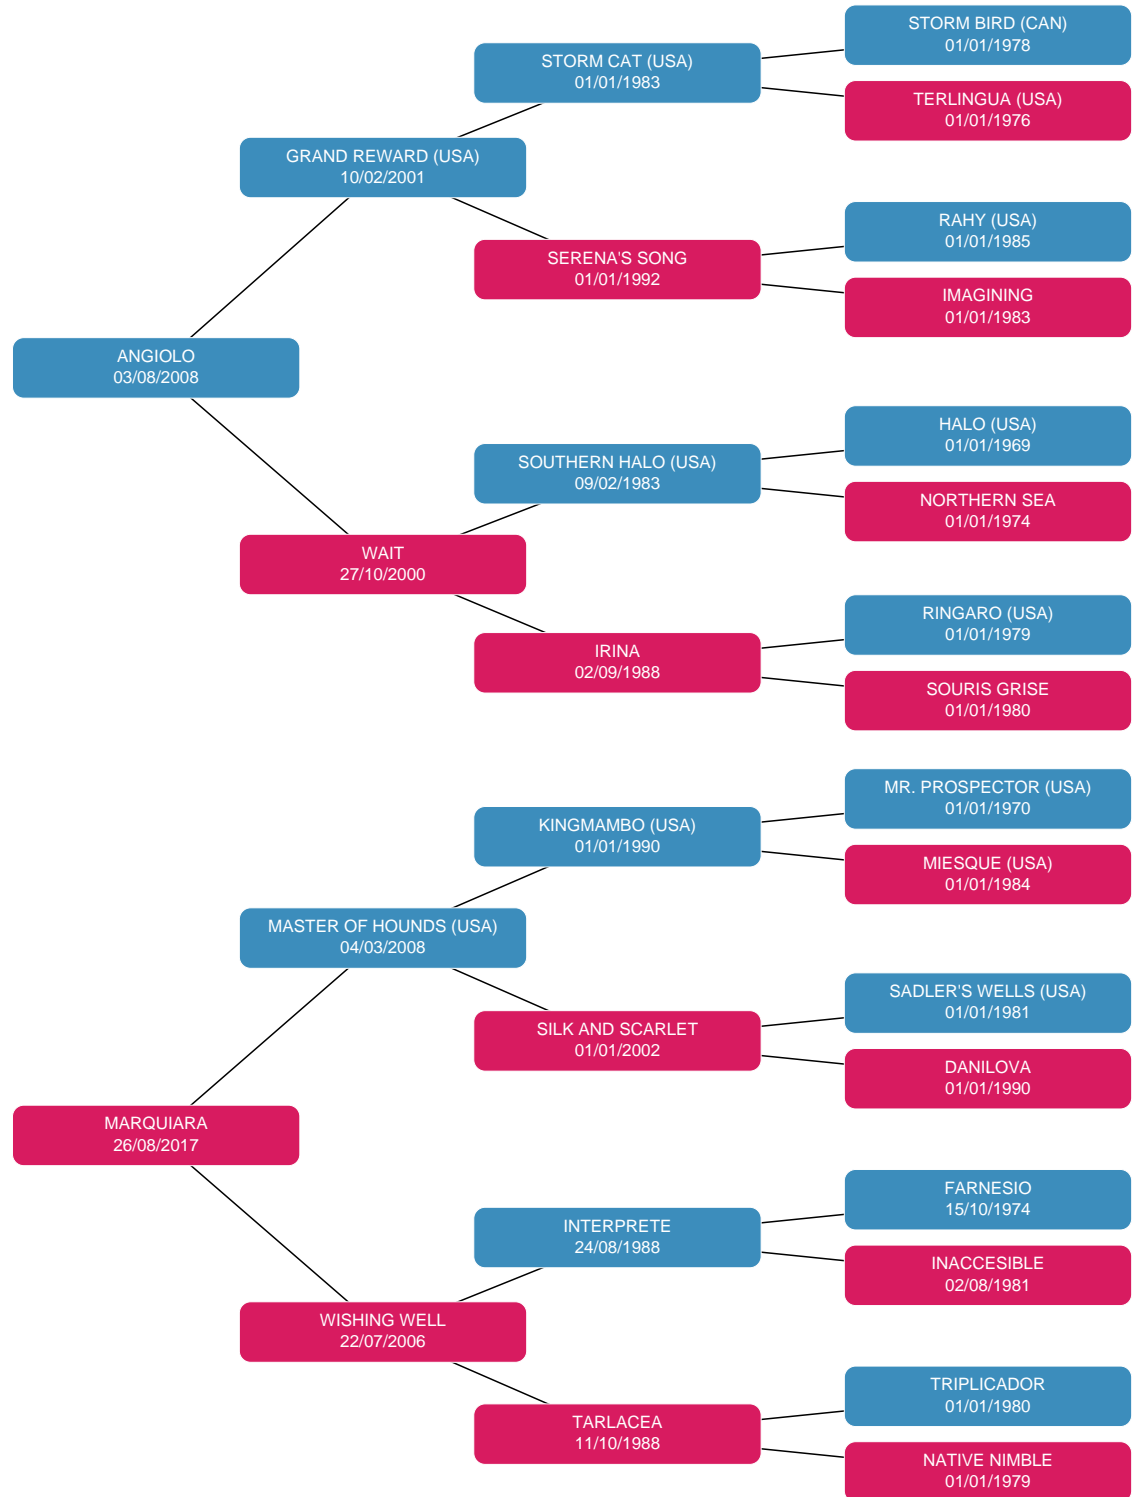 STORM BIRD (CAN)
01/01/1978
STORM CAT (USA)
01/01/1983
TERLINGUA (USA)
01/01/1976
GRAND REWARD (USA)
10/02/2001
RAHY (USA)
01/01/1985
SERENA'S SONG
01/01/1992
IMAGINING
01/01/1983
ANGIOLO
03/08/2008
HALO (USA)
01/01/1969
SOUTHERN HALO (USA)
09/02/1983
NORTHERN SEA
01/01/1974
WAIT
27/10/2000
RINGARO (USA)
01/01/1979
IRINA
02/09/1988
SOURIS GRISE
01/01/1980
MR. PROSPECTOR (USA)
01/01/1970
KINGMAMBO (USA)
01/01/1990
MIESQUE (USA)
01/01/1984
MASTER OF HOUNDS (USA)
04/03/2008
SADLER'S WELLS (USA)
01/01/1981
SILK AND SCARLET
01/01/2002
DANILOVA
01/01/1990
MARQUIARA
26/08/2017
FARNESIO
15/10/1974
INTERPRETE
24/08/1988
INACCESIBLE
02/08/1981
WISHING WELL
22/07/2006
TRIPLICADOR
01/01/1980
TARLACEA
11/10/1988
NATIVE NIMBLE
01/01/1979